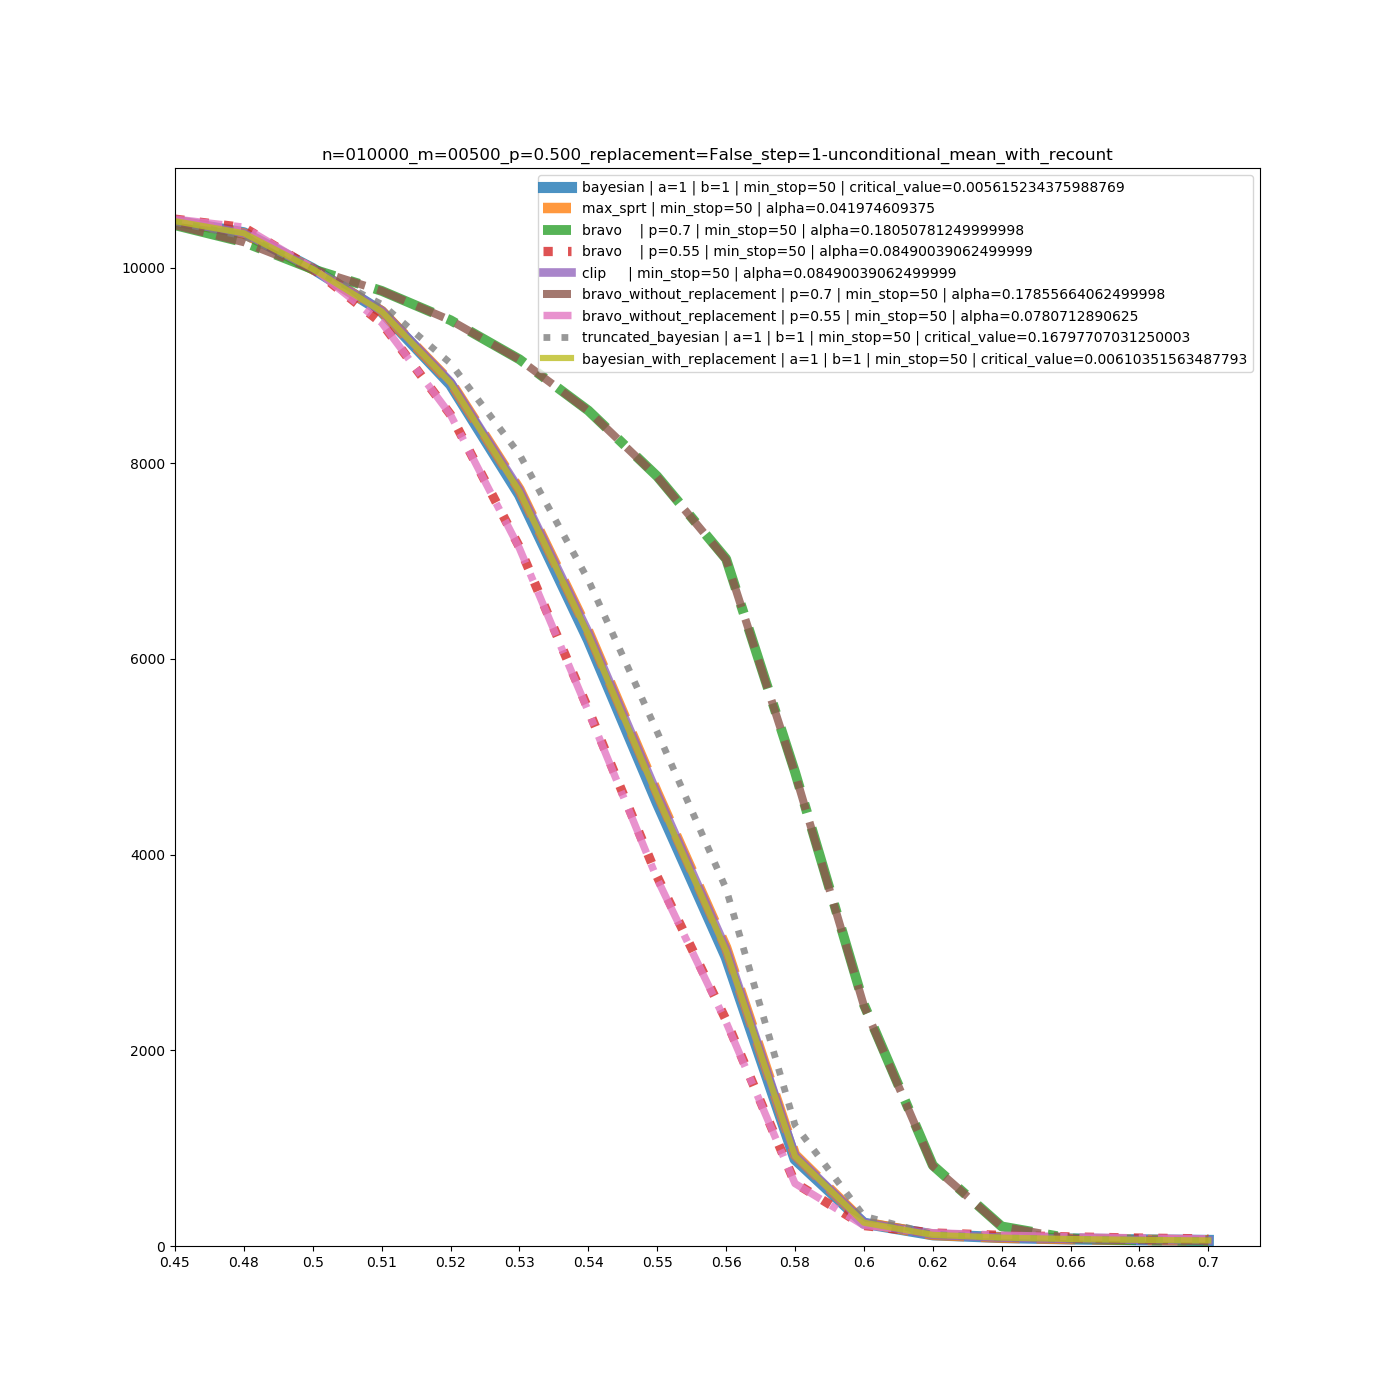 n=010000_m=00500_p=0.500_replacement=False_step=1-unconditional_mean_with_recount
bayesian | a=1 | b=1 | min_stop=50 | critical_value=0.005615234375988769
max_sprt | min_stop=50 | alpha=0.041974609375
bravo | p=0.7 | min_stop=50 | alpha=0.18050781249999998
bravo | p=0.55 | min_stop=50 | alpha=0.08490039062499999
clip | min_stop=50 | alpha=0.08490039062499999
bravo_without_replacement | p=0.7 | min_stop=50 | alpha=0.17855664062499998
bravo_without_replacement | p=0.55 | min_stop=50 | alpha=0.0780712890625
truncated_bayesian | a=1 | b=1 | min_stop=50 | critical_value=0.16797707031250003
bayesian_with_replacement | a=1 | b=1 | min_stop=50 | critical_value=0.00610351563487793
10000
8000
6000
4000
2000
0
0.45 0.48 0.5 0.51 0.52 0.53 0.54 0.55 0.56 0.58 0.6 0.62 0.64 0.66 0.68 0.7